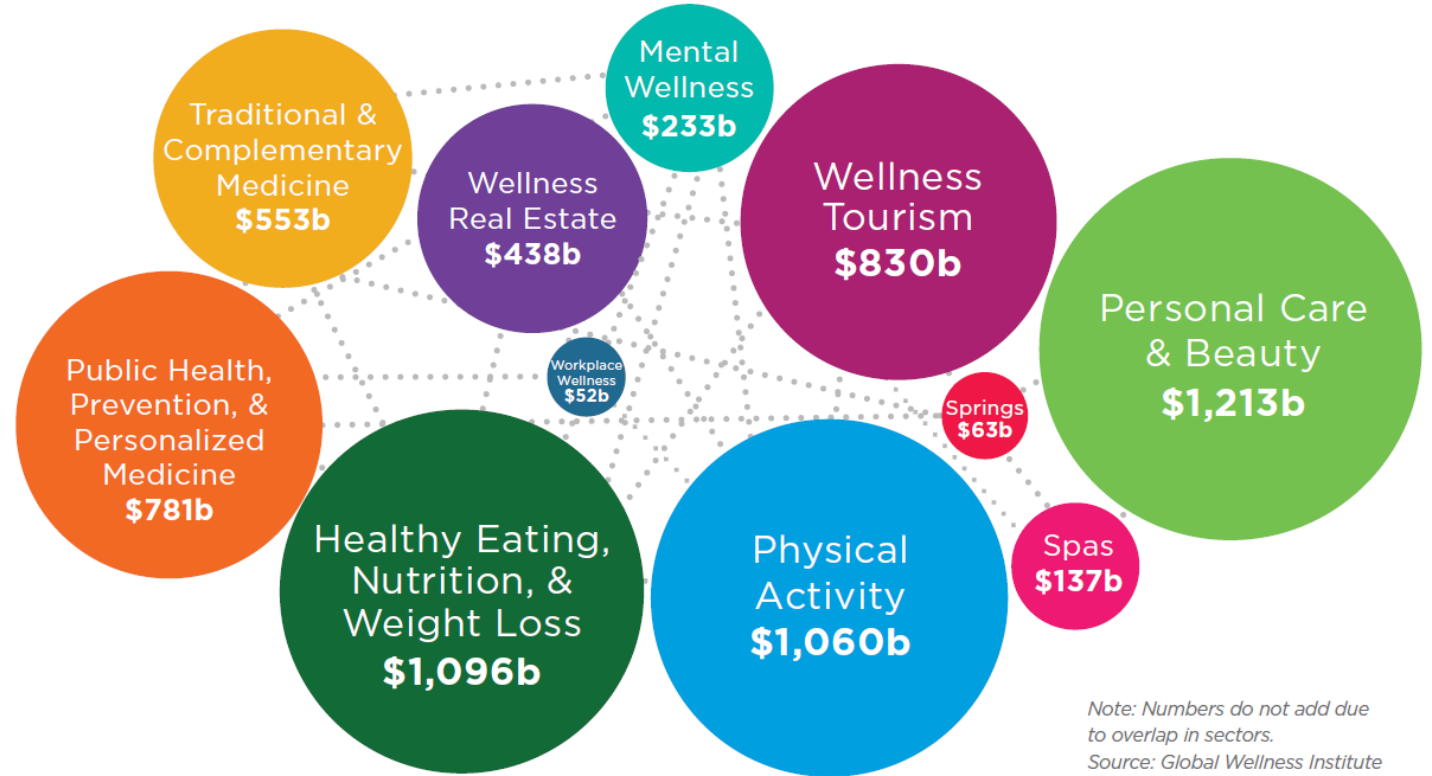 Mental
Wellness
$233b
Traditional &
Complementary
Medicine
$553b
Wellness
Real Estate
$438b
Wellness
Tourism
$830b
Personal Care
& Beauty
$1,213b
Public Health,
Prevention, &
Personalized
Medicine
$781b
Workplace
Wellness
$52b
Springs
$63b
Healthy Eating,
Nutrition, &
Weight Loss
$1,096b
Physical
Activity
$1,060b
Spas
$137b
Note: Numbers do not add due
to overlap in sectors.
Source: Global Wellness Institute